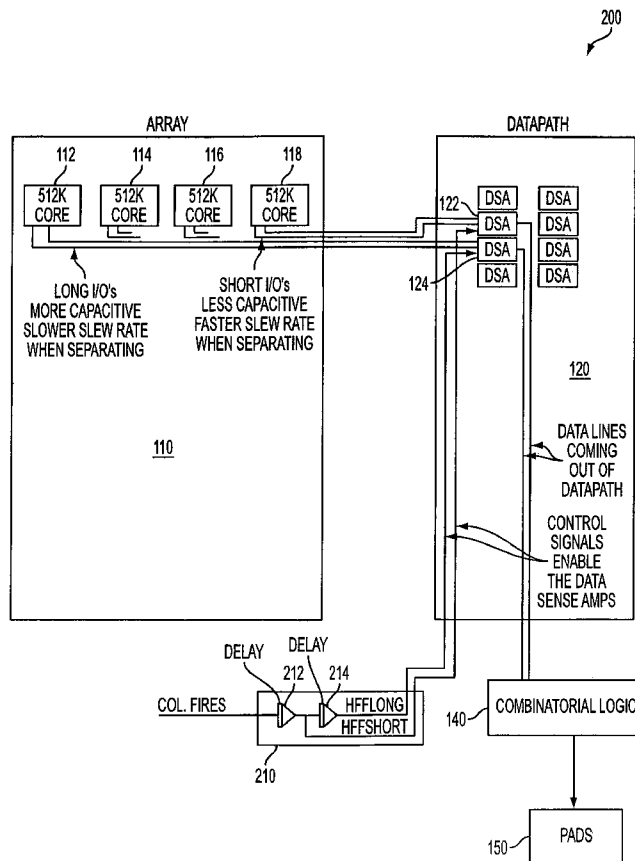 200
ARRAY
DATAPATH
112
114
116
118
512K
CORE
512K
CORE
512K
CORE
512K
CORE
122
124
DSA
DSA
DSA
DSA
DSA
DSA
DSA
DSA
LONG I/O's
MORE CAPACITIVE
SLOWER SLEW RATE
WHEN SEPARATING
SHORT I/O's
LESS CAPACITIVE
FASTER SLEW RATE
WHEN SEPARATING
110
120
DATA LINES
COMING
OUT OF
DATAPATH
CONTROL
SIGNALS
ENABLE
THE DATA
SENSE AMPS
DELAY
DELAY
212
214
COL. FIRES
HFFLONG
HFFSHORT
210
COMBINATORIAL LOGIC
140
PADS
150